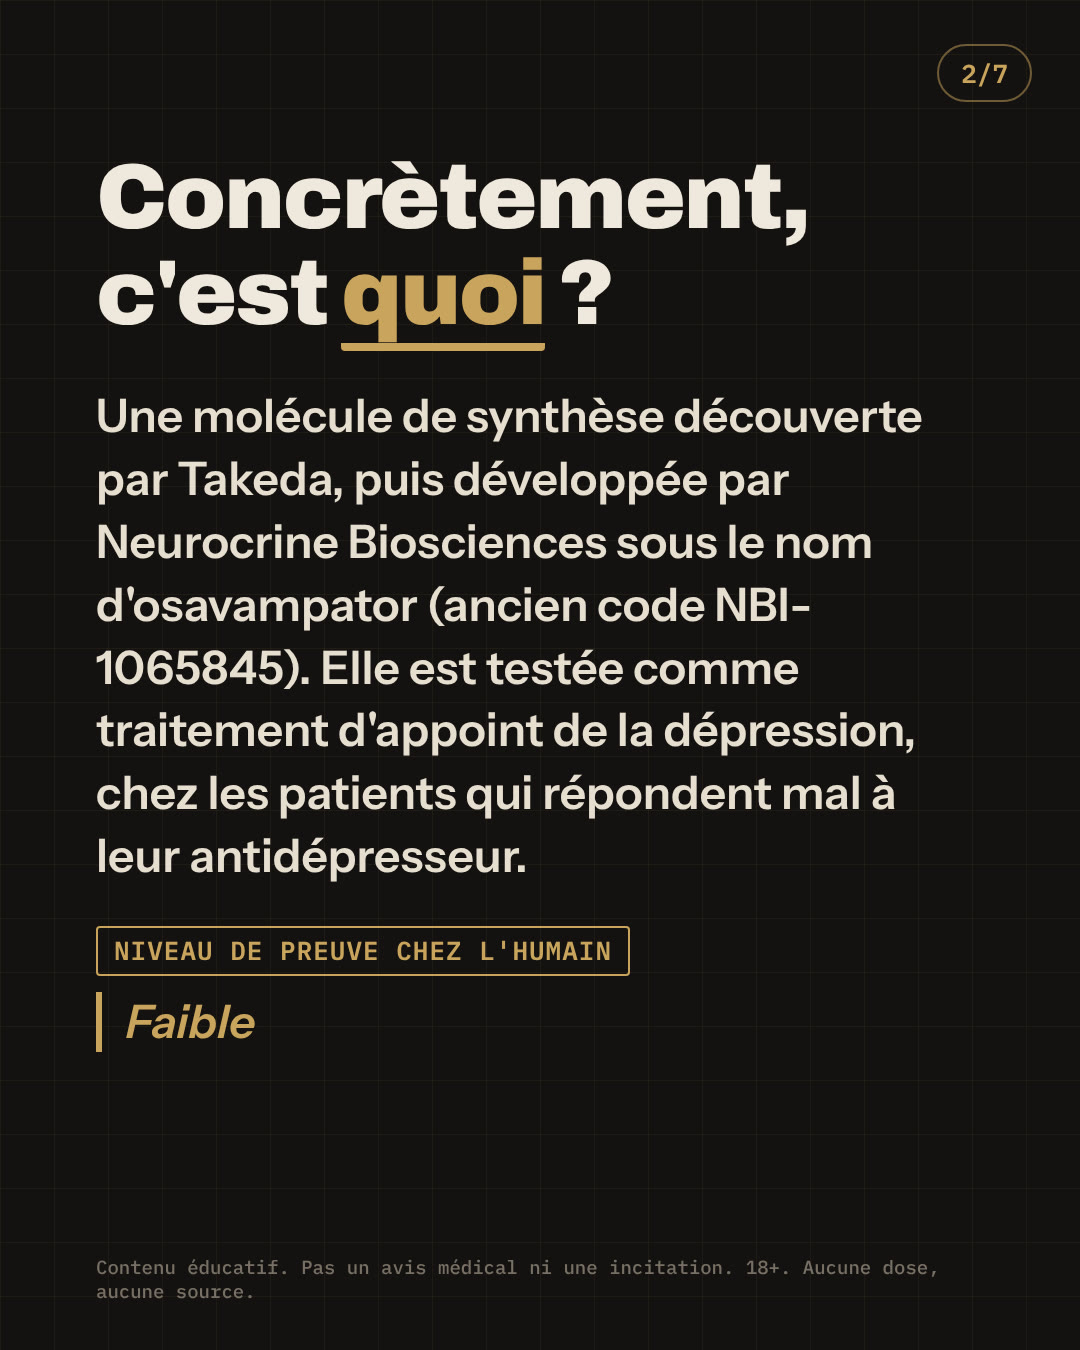 2/7
Concrètement,
c'est quoi ?
Une molécule de synthèse découverte
par Takeda, puis développée par
Neurocrine Biosciences sous le nom
d'osavampator (ancien code NBI-
1065845). Elle est testée comme
traitement d'appoint de la dépression,
chez les patients qui répondent mal à
leur antidépresseur.
NIVEAU DE PREUVE CHEZ L'HUMAIN
Faible
Contenu éducatif. Pas un avis médical ni une incitation. 18+. Aucune dose,
aucune source.